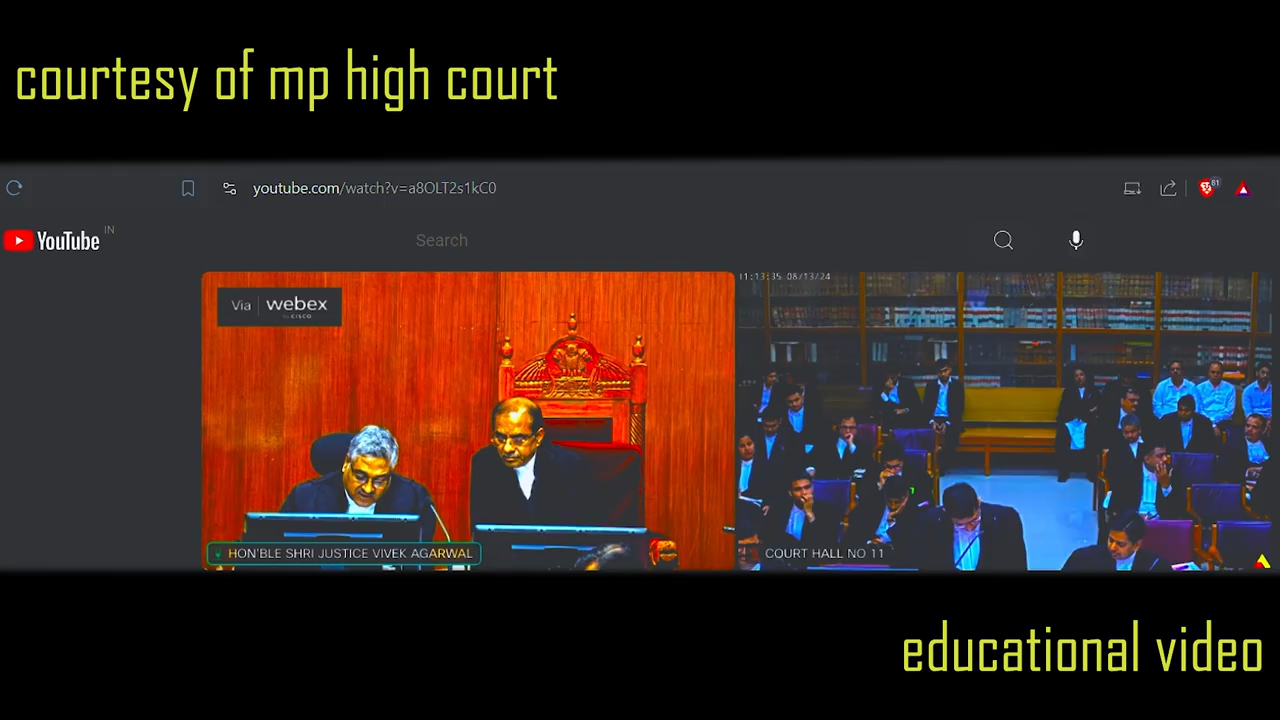 courtesy of mp high court
youtube.com/watch?v=a8OLT2s1kC0
61
YouTube IN
Search
Via webex
by CISCO
11:13:35 08/13/24
HON'BLE SHRI JUSTICE VIVEK AGARWAL
COURT HALL NO 11
educational video